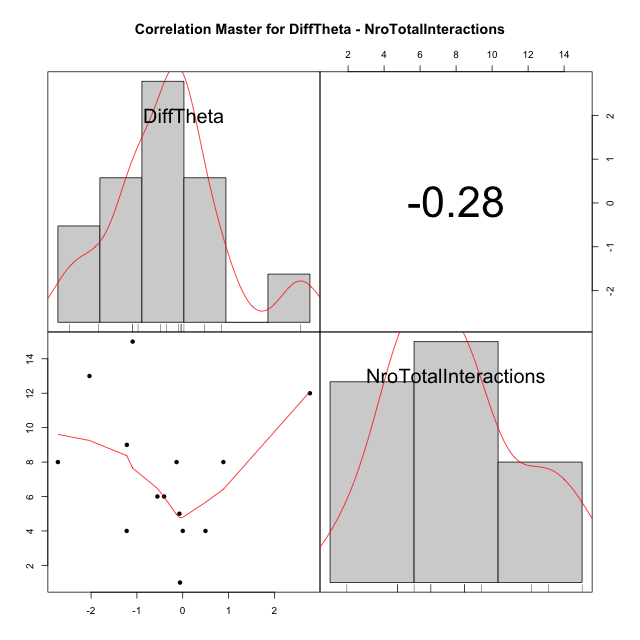 Correlation Master for DiffTheta - NroTotalInteractions
2 4 6 8 10 12 14
DiffTheta
-0.28
2
1
0
-1
-2
NroTotalInteractions
14
12
10
8
6
4
2
-2 -1 0 1 2